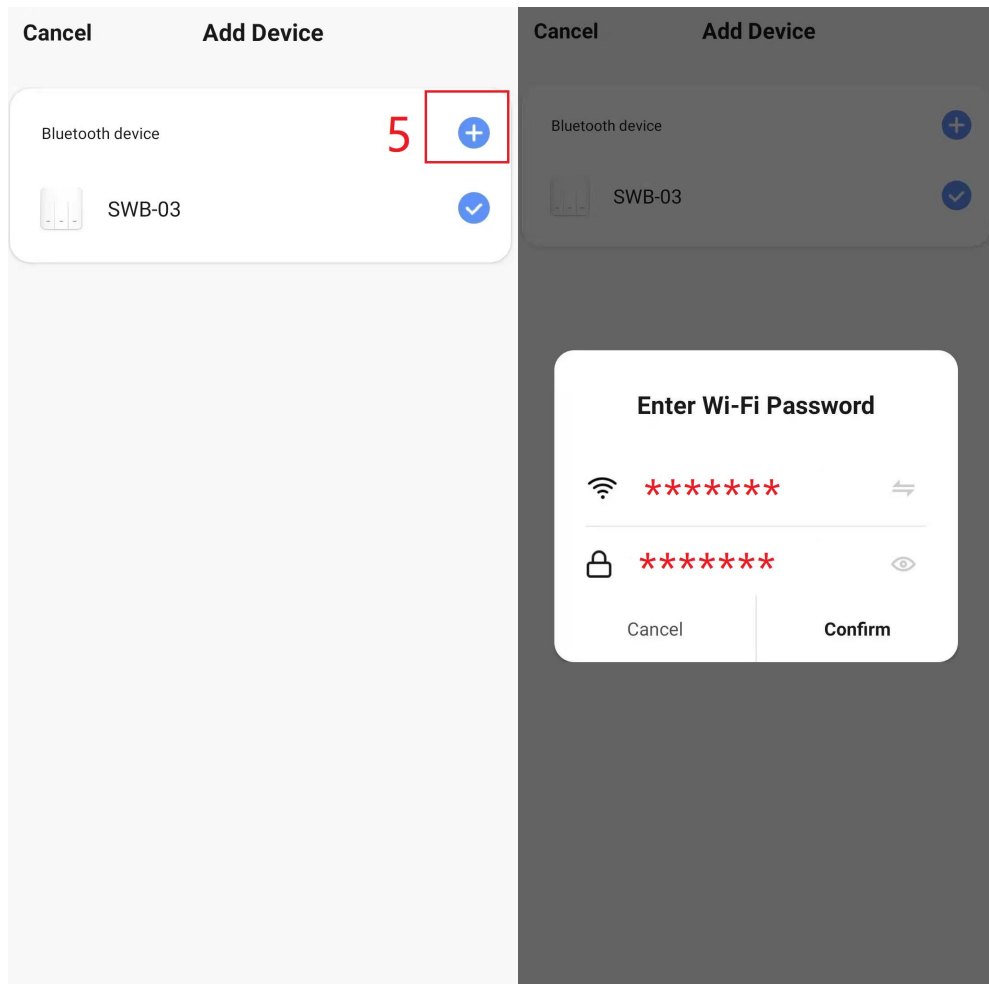 Cancel
Add Device
Bluetooth device
5
SWB-03
Cancel
Add Device
Bluetooth device
SWB-03
Enter Wi-Fi Password
*******
*******
Cancel
Confirm